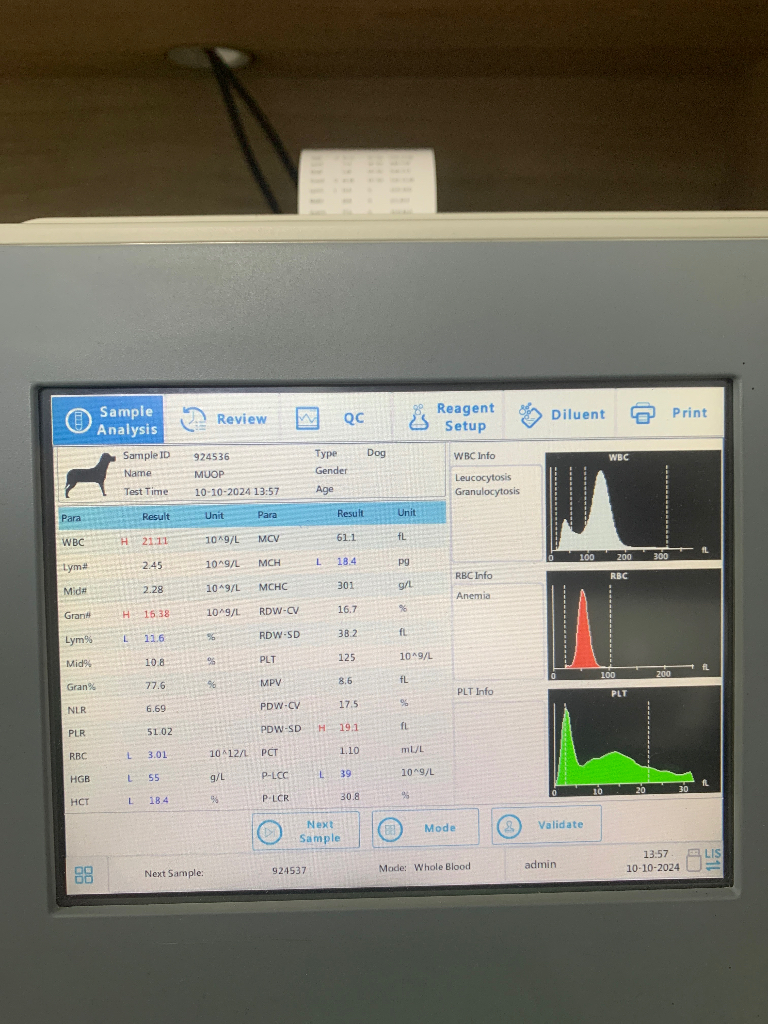 Sample Analysis
Review
QC
Reagent Setup
Diluent
Print
Sample ID 924536 Type Dog
Name MUOP Gender
Test Time 10-10-2024 13:57 Age
Para Result Unit Para Result Unit
WBC H 21.11 10^9/L MCV 61.1 fL
Lym# 2.45 10^9/L MCH L 18.4 pg
Mid# 2.28 10^9/L MCHC 301 g/L
Gran# H 16.38 10^9/L RDW-CV 16.7 %
Lym% L 11.6 % RDW-SD 38.2 fL
Mid% 10.8 % PLT 125 10^9/L
Gran% 77.6 % MPV 8.6 fL
NLR 6.69 PDW-CV 17.5 %
PLR 51.02 PDW-SD H 19.1 fL
RBC L 3.01 10^12/L PCT 1.10 mL/L
HGB L 55 g/L P-LCC L 39 10^9/L
HCT L 18.4 % P-LCR 30.8 %
WBC Info
Leucocytosis
Granulocytosis
WBC
0 100 200 300 fL
RBC Info
Anemia
RBC
0 100 200 fL
PLT Info
PLT
0 10 20 30 fL
Next Sample
Mode
Validate
Next Sample: 924537 Mode: Whole Blood admin 13:57 LIS
10-10-2024